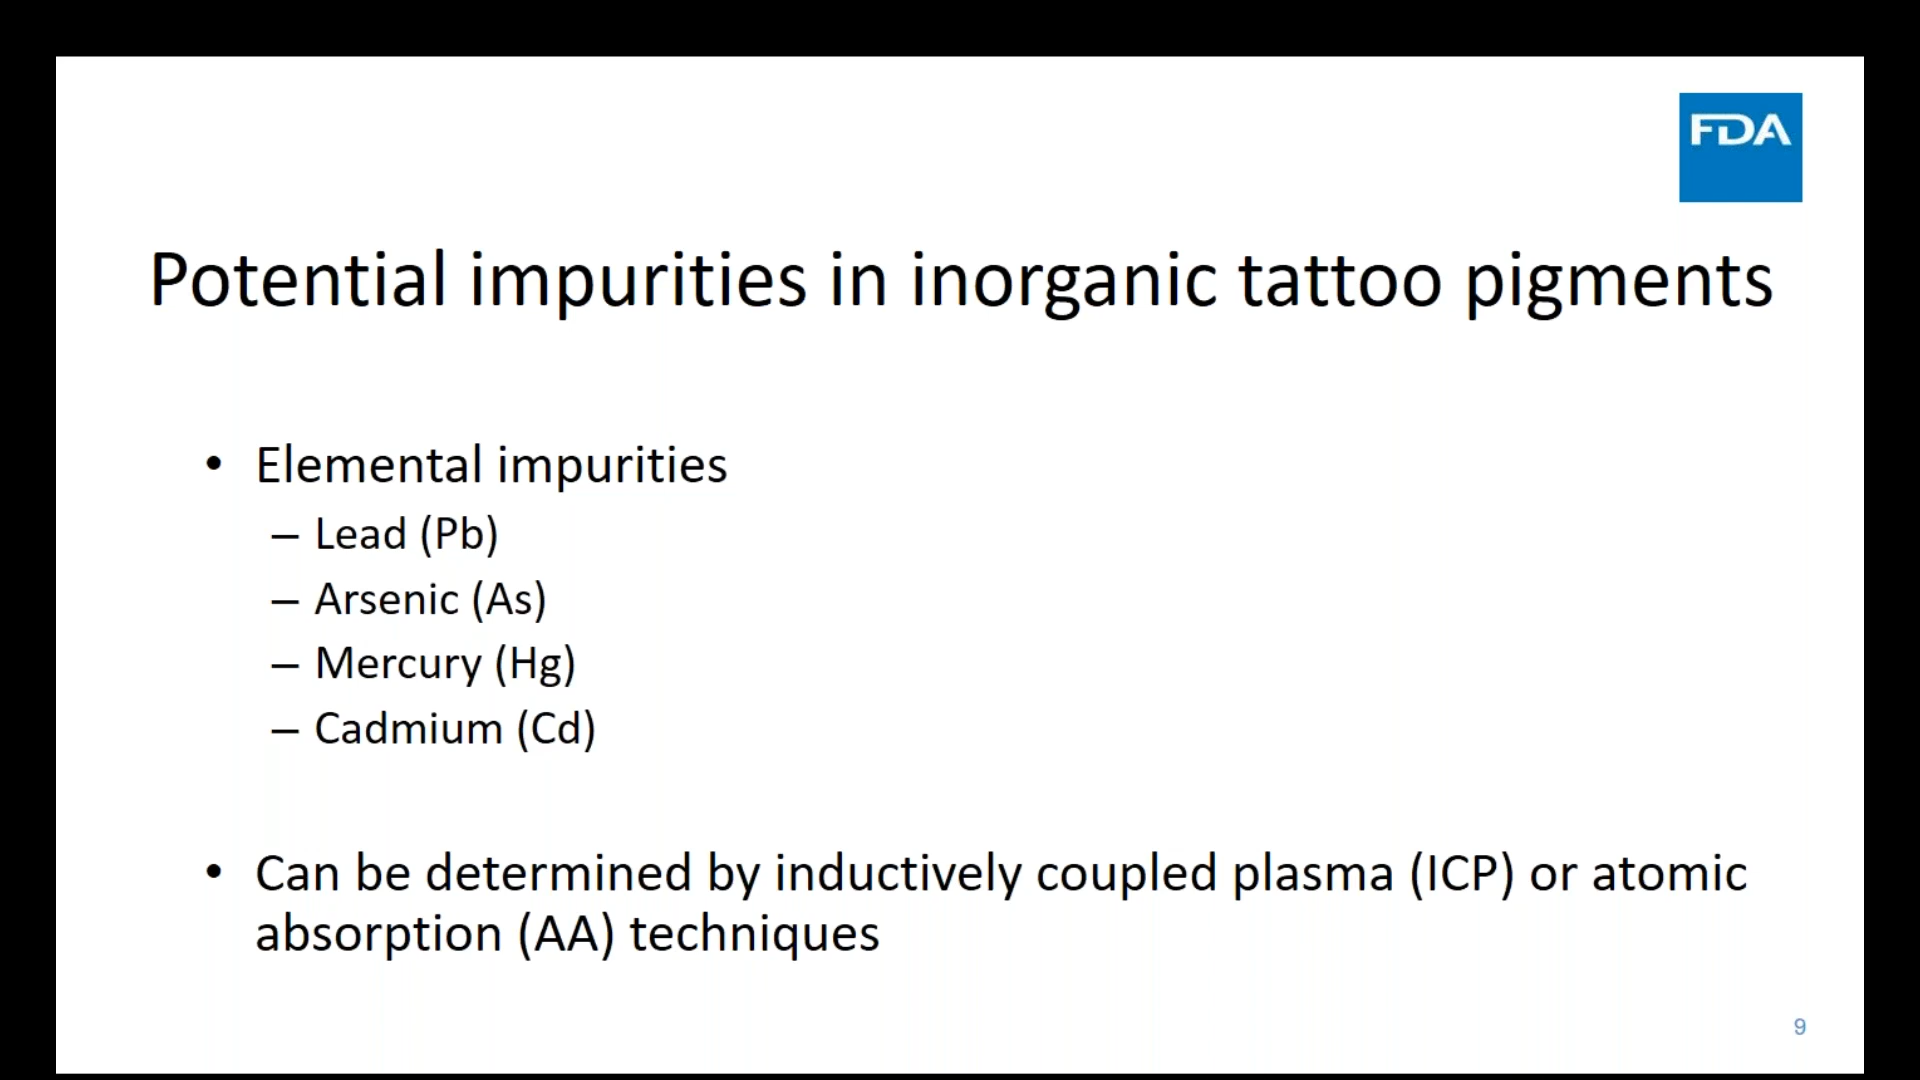 FDA
Potential impurities in inorganic tattoo pigments
• Elemental impurities
– Lead (Pb)
– Arsenic (As)
– Mercury (Hg)
– Cadmium (Cd)
• Can be determined by inductively coupled plasma (ICP) or atomic
absorption (AA) techniques
9